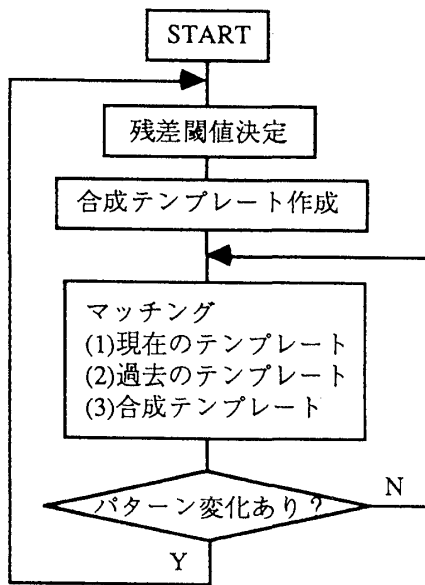 START
残差閾値決定
合成テンプレート作成
マッチング
(1)現在のテンプレート
(2)過去のテンプレート
(3)合成テンプレート
パターン変化あり?
N
Y